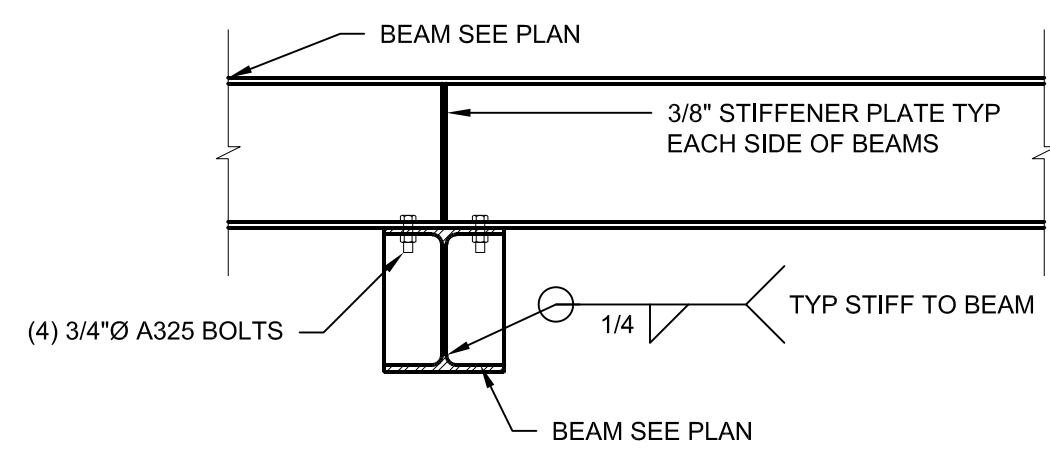 BEAM SEE PLAN
3/8" STIFFENER PLATE TYP
EACH SIDE OF BEAMS
(4) 3/4"Ø A325 BOLTS
1/4
TYP STIFF TO BEAM
BEAM SEE PLAN